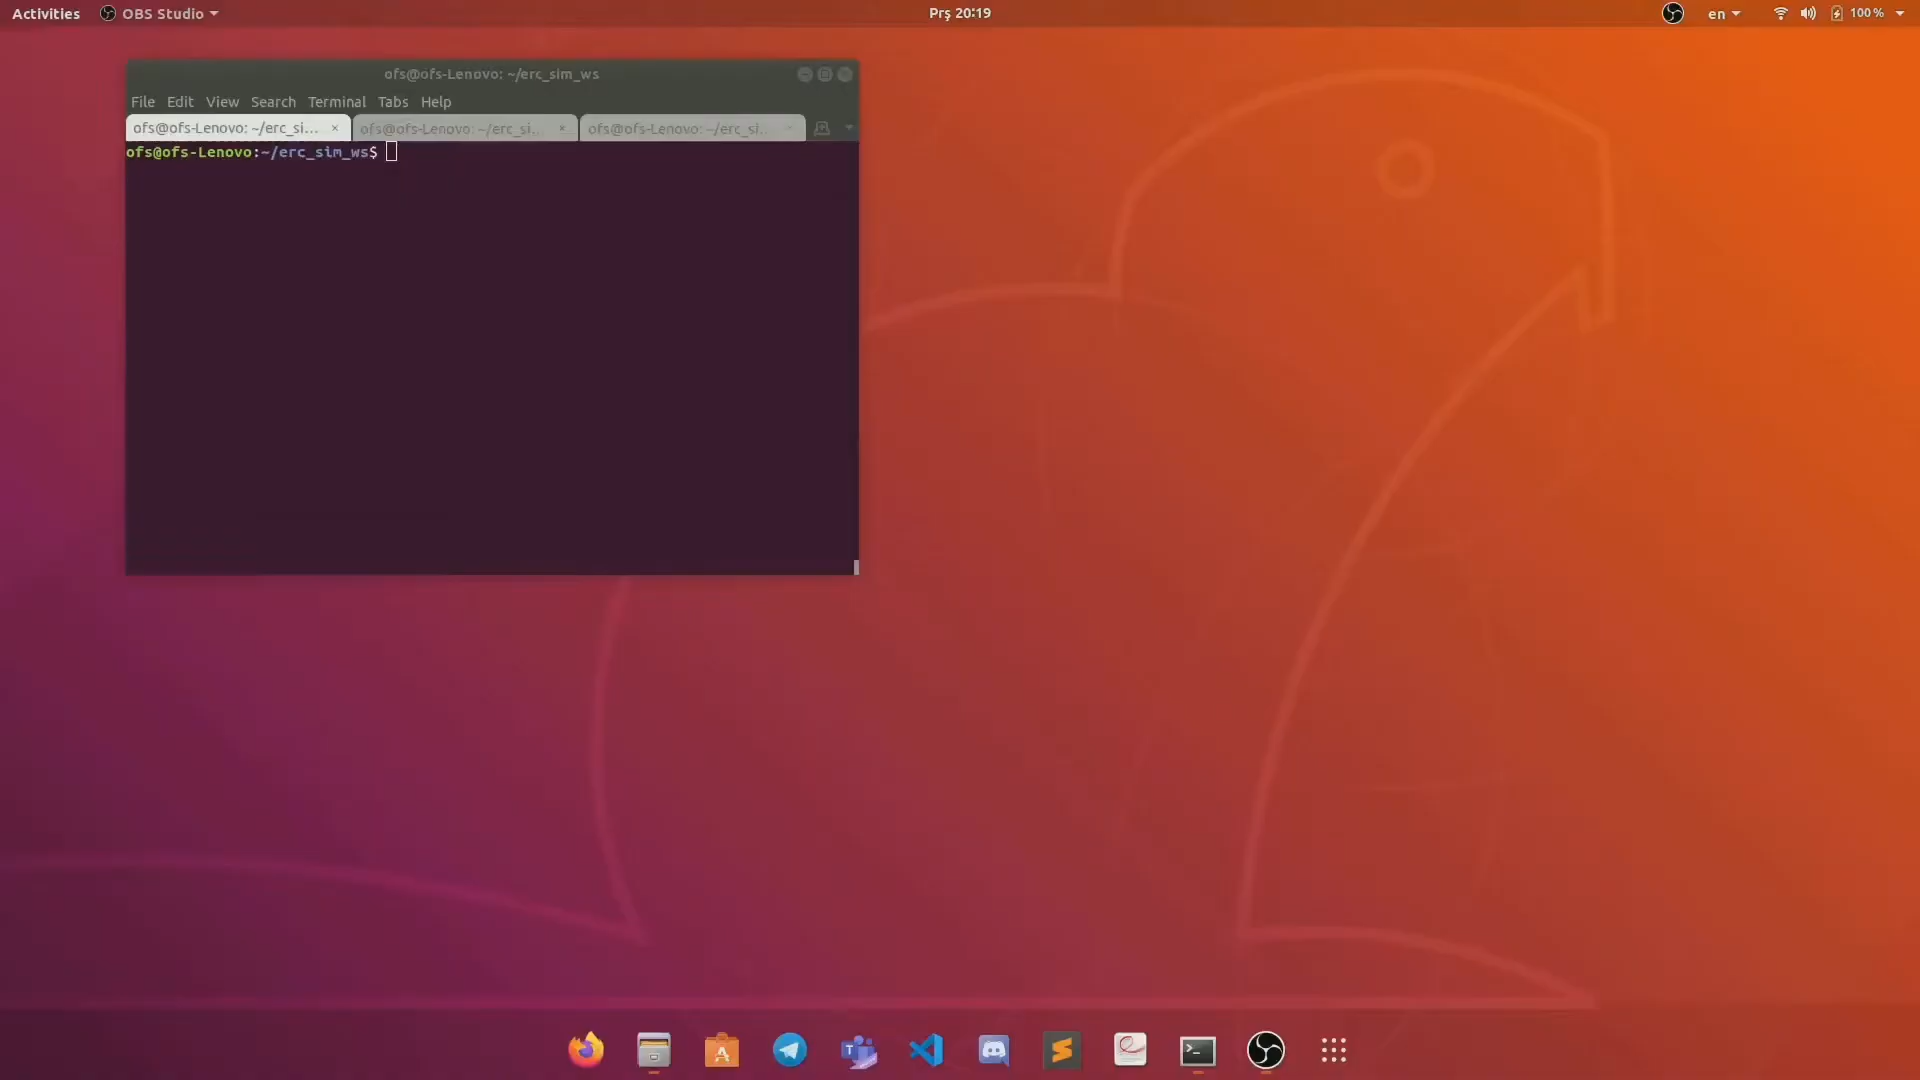 Activities OBS Studio Prş 20:19 en 100 %
ofs@ofs-Lenovo: ~/erc_sim_ws
File Edit View Search Terminal Tabs Help
ofs@ofs-Lenovo: ~/erc_si... × ofs@ofs-Lenovo: ~/erc_si... × ofs@ofs-Lenovo: ~/erc_si...
ofs@ofs-Lenovo:~/erc_sim_ws$